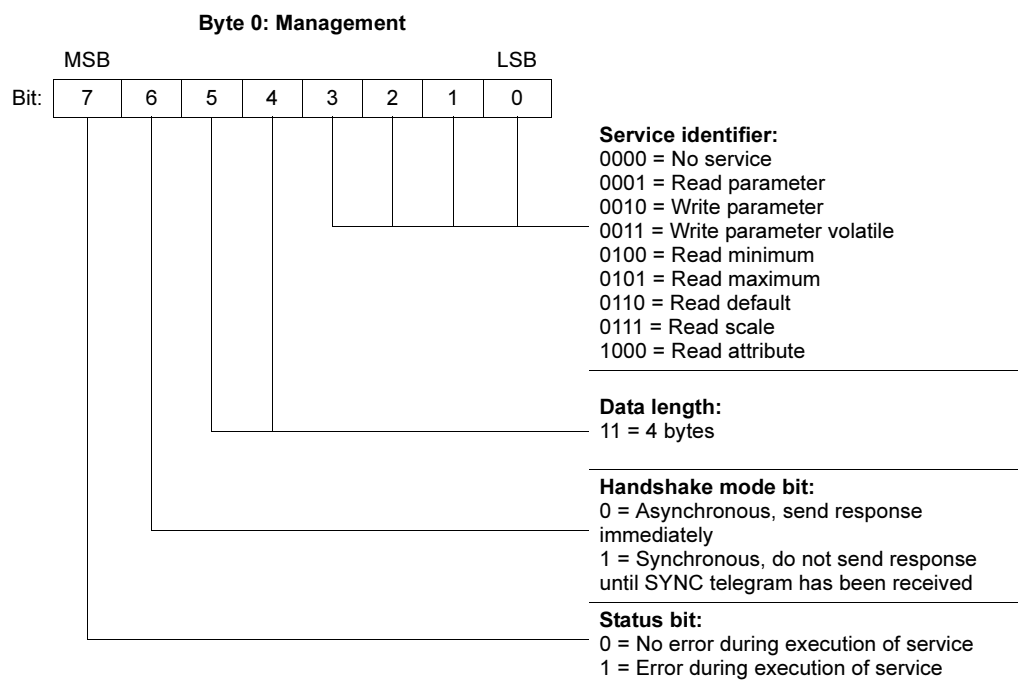 Byte 0: Management
MSB LSB
Bit: 7 6 5 4 3 2 1 0
Service identifier:
0000 = No service
0001 = Read parameter
0010 = Write parameter
0011 = Write parameter volatile
0100 = Read minimum
0101 = Read maximum
0110 = Read default
0111 = Read scale
1000 = Read attribute
Data length:
11 = 4 bytes
Handshake mode bit:
0 = Asynchronous, send response
immediately
1 = Synchronous, do not send response
until SYNC telegram has been received
Status bit:
0 = No error during execution of service
1 = Error during execution of service